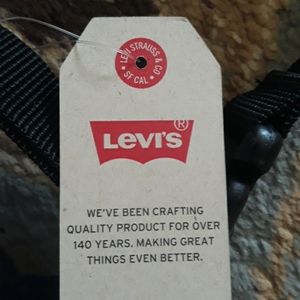 LEVI STRAUSS & CO
SF CAL
LEVI'S®
WE'VE BEEN CRAFTING
QUALITY PRODUCT FOR OVER
140 YEARS. MAKING GREAT
THINGS EVEN BETTER.